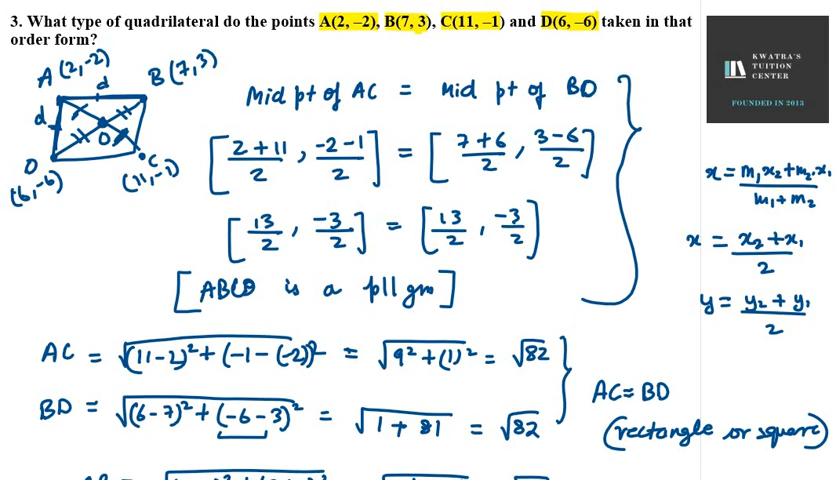 3. What type of quadrilateral do the points A(2, –2), B(7, 3), C(11, –1) and D(6, –6) taken in that
order form?
KWATRA'S
TUITION
CENTER
FOUNDED IN 2013
A (2,-2)
B (7,3)
d
d
O
D
(6,-6)
C
(11,-1)
Mid pt of AC = Mid pt of BD
[2+11/2, -2-1/2] = [7+6/2, 3-6/2]
[13/2, -3/2] = [13/2, -3/2]
[ABCD is a pll gm]
x = m₁x₂+m₂.x₁/m₁+m₂
x = x₂+x₁/2
y = y₂+y₁/2
AC = √(11-2)²+(-1-(-2))² = √9²+(1)² = √82
BD = √(6-7)²+(-6-3)² = √1+81 = √82
AC = BD
(rectangle or square)